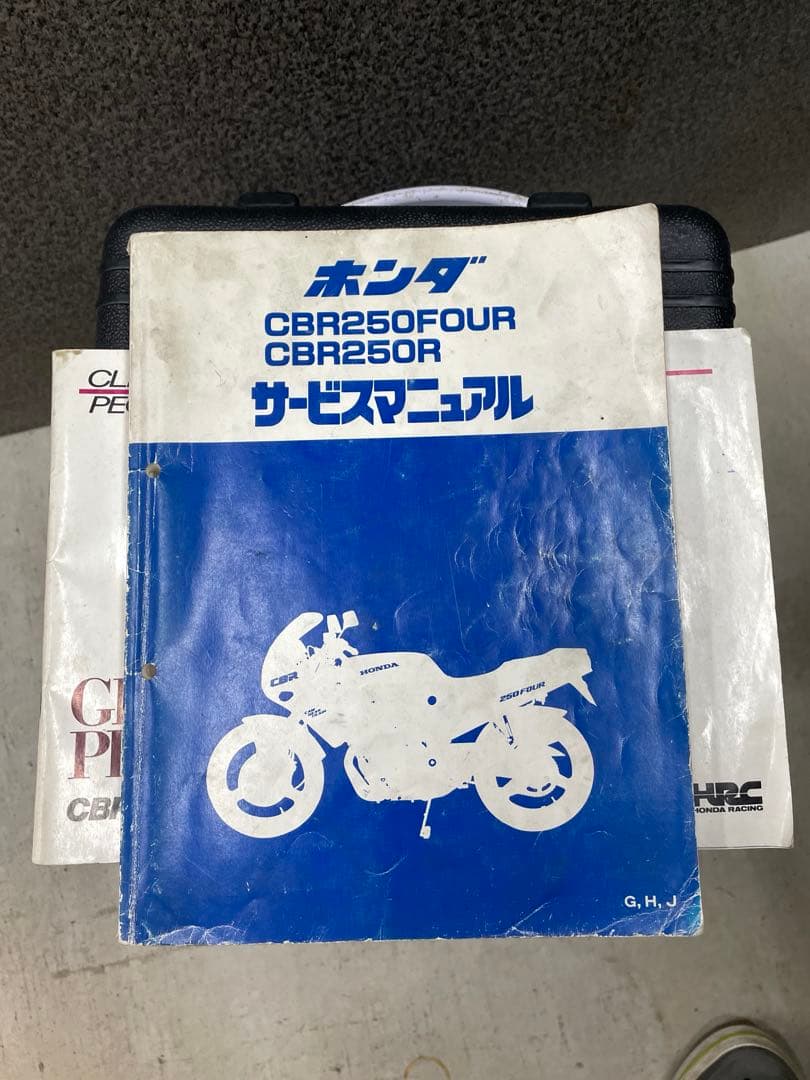 ホンダ
CBR250FOUR
CBR250R
サービスマニュアル
CBR
HONDA
250FOUR
G, H, J
HRC
HONDA RACING